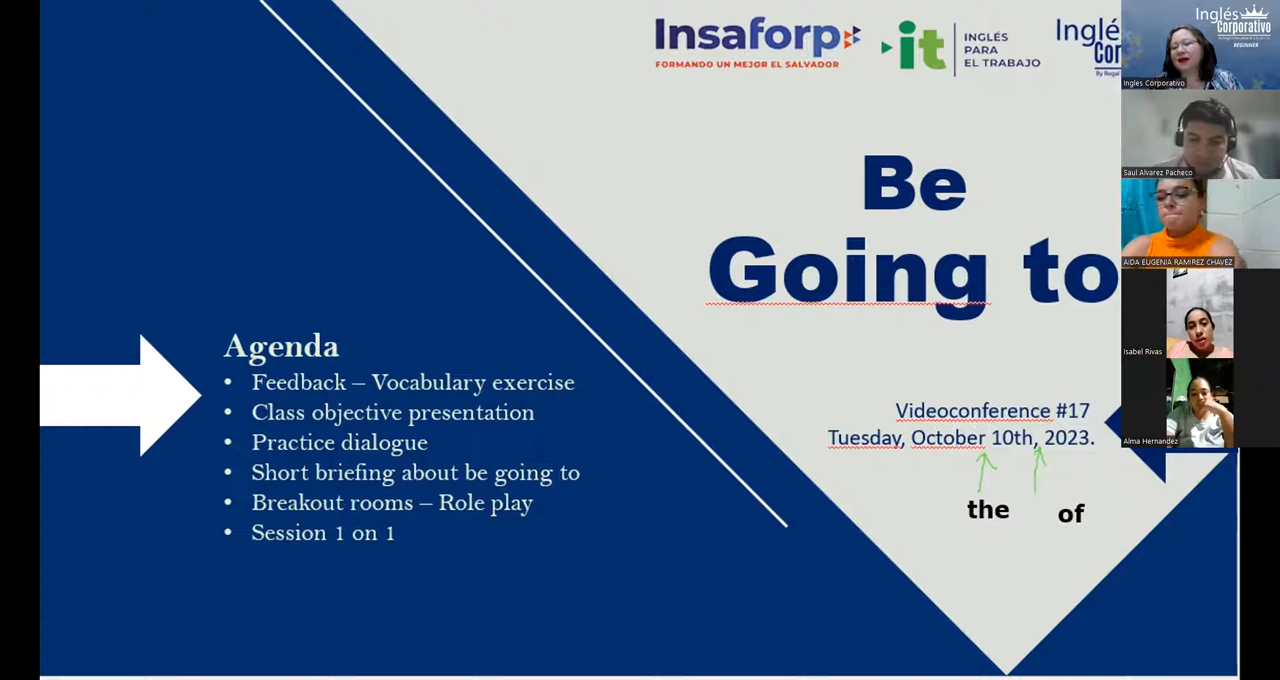 Insaforp
FORMANDO UN MEJOR EL SALVADOR
it
INGLÉS
PARA
EL TRABAJO
Inglé
Cor
By Regal
Be
Going to
Agenda
• Feedback – Vocabulary exercise
• Class objective presentation
• Practice dialogue
• Short briefing about be going to
• Breakout rooms – Role play
• Session 1 on 1
Videoconference #17
Tuesday, October 10th, 2023.
the of
Inglés
Corporativo
BEGINNER
Ingles Corporativo
Saul Alvarez Pacheco
AIDA EUGENIA RAMIREZ CHAVEZ
Isabel Rivas
Alma Hernandez